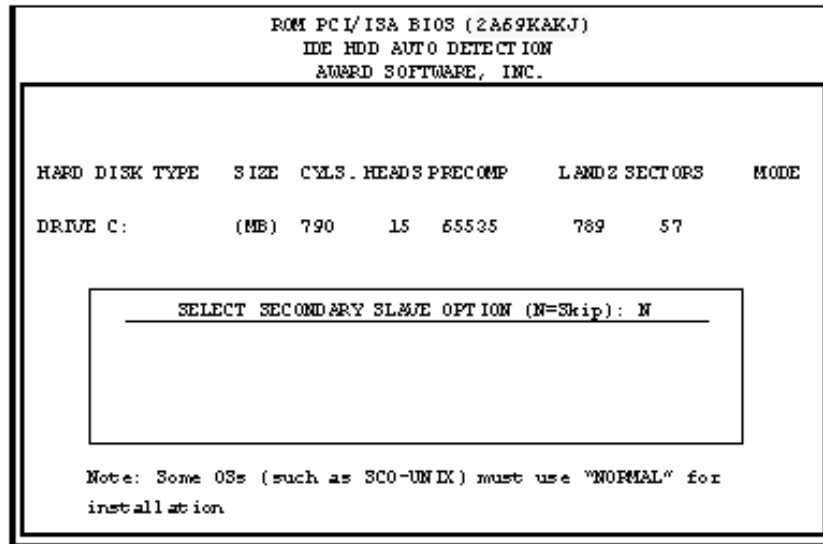 ROM PCI/ISA BIOS (2A69KAKJ)
IDE HDD AUTO DETECTION
AWARD SOFTWARE, INC.
HARD DISK TYPE SIZE CYLS. HEADS PRECOMP LANDZ SECTORS MODE
DRIVE C: (MB) 790 15 65535 789 57
SELECT SECONDARY SLAVE OPTION (N=Skip): N
Note: Some OSs (such as SCO-UNIX) must use "NORMAL" for
installation